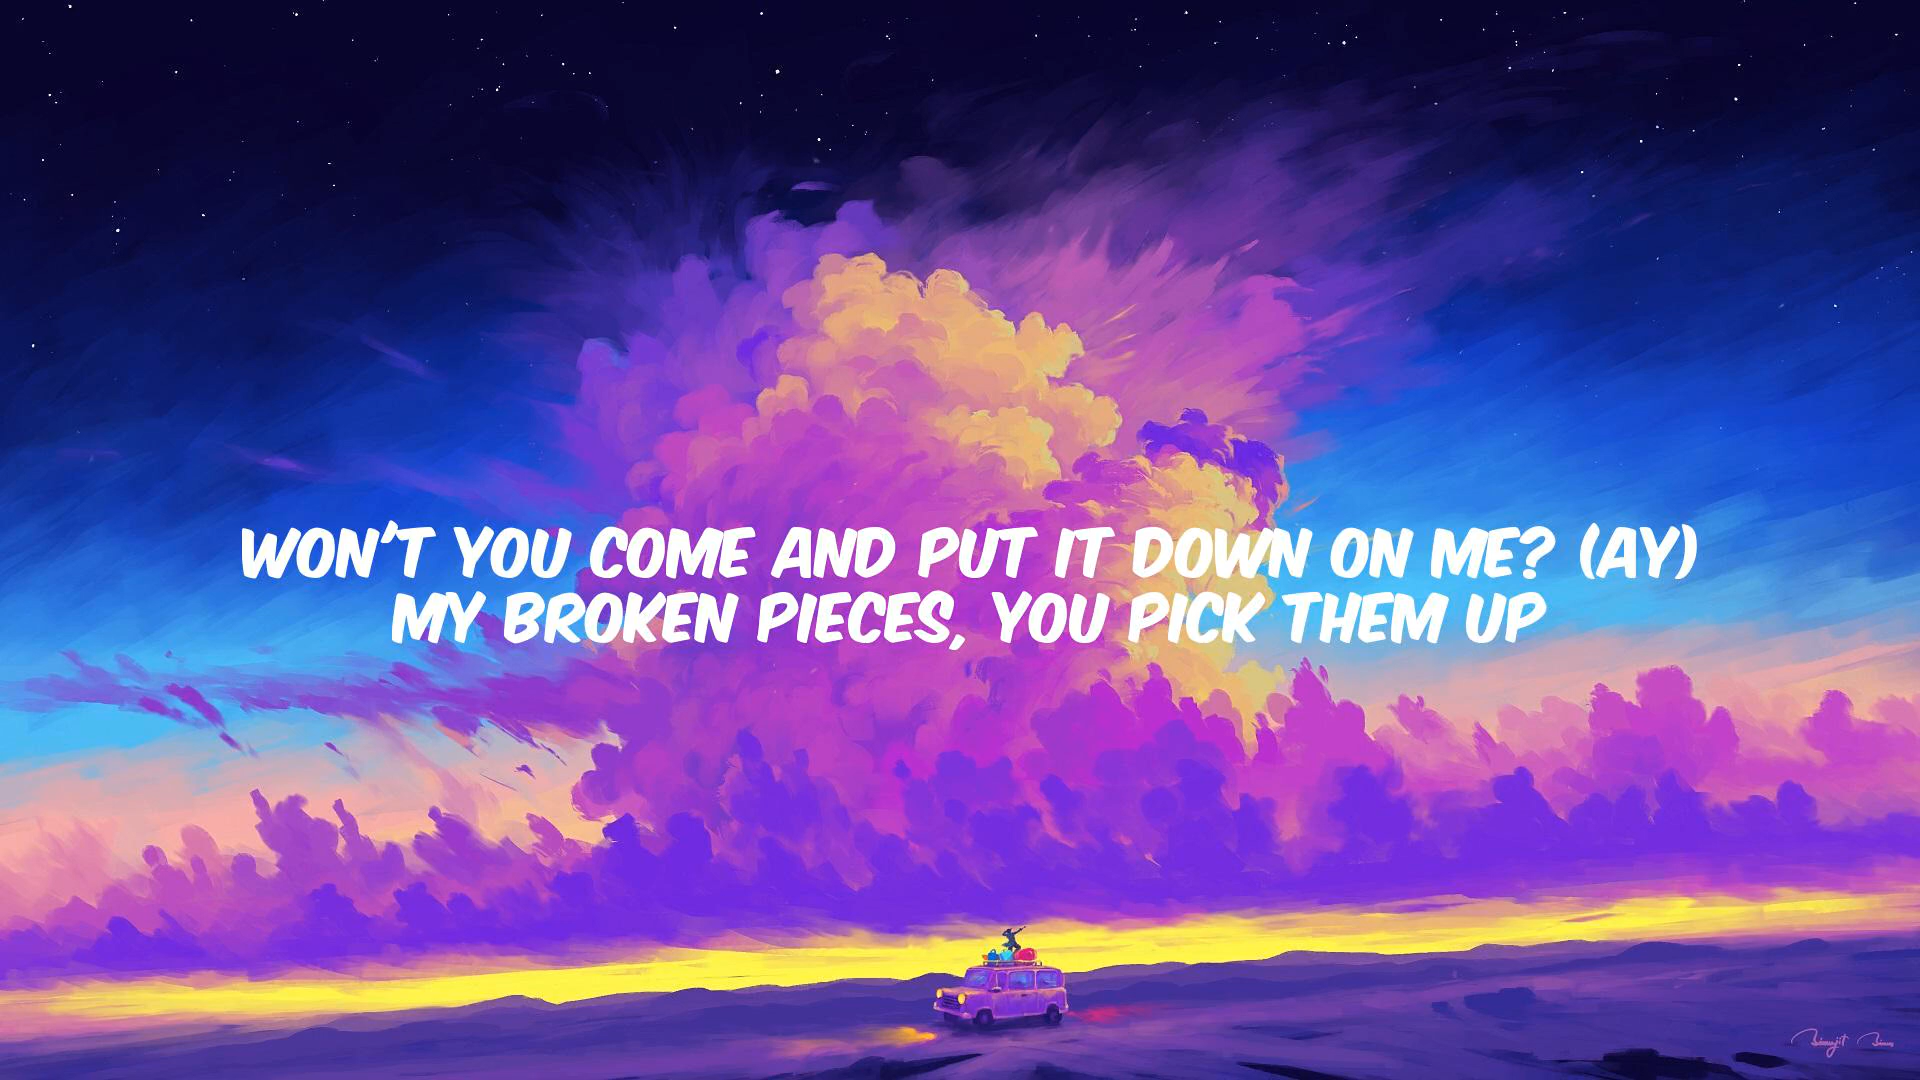 WON'T YOU COME AND PUT IT DOWN ON ME? (AY)
MY BROKEN PIECES, YOU PICK THEM UP